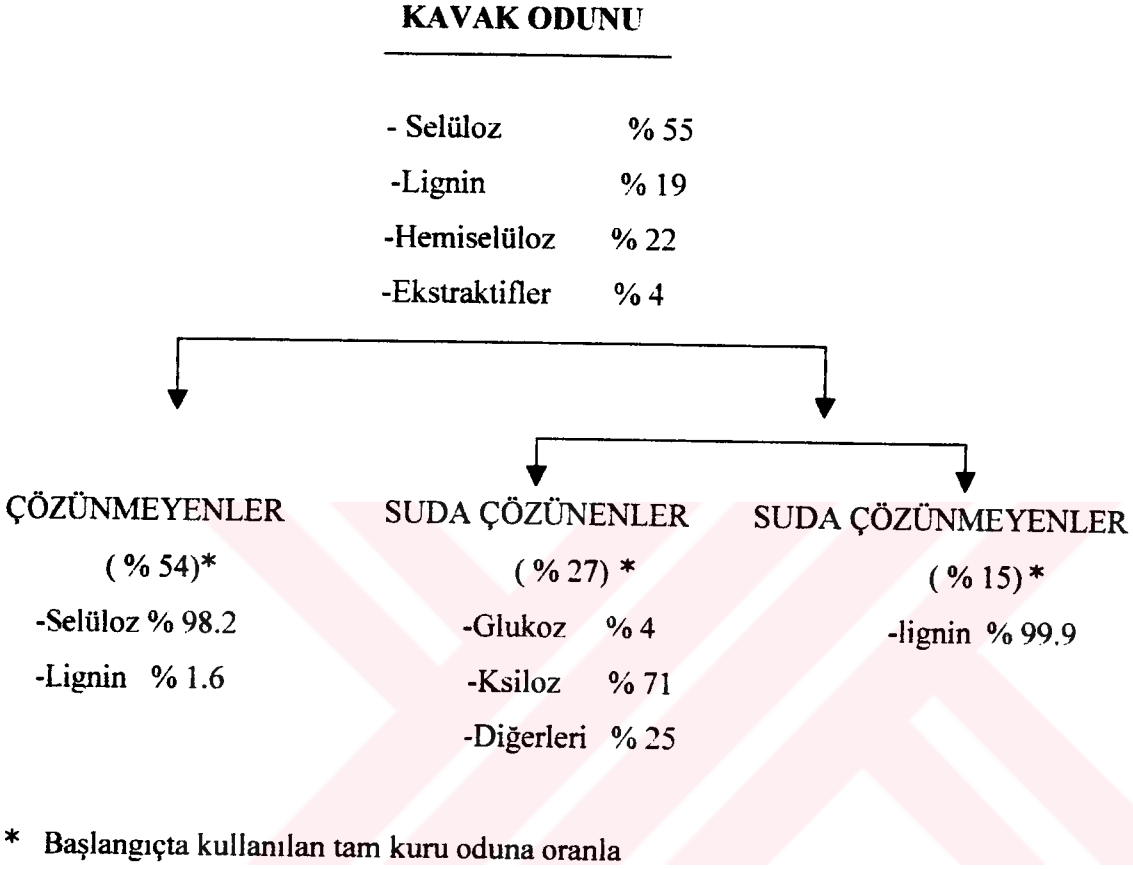 KAVAK ODUNU
- Selüloz % 55
-Lignin % 19
-Hemiselüloz % 22
-Ekstraktifler % 4
ÇÖZÜNMEYENLER
( % 54)*
-Selüloz % 98.2
-Lignin % 1.6
SUDA ÇÖZÜNENLER
( % 27) *
-Glukoz % 4
-Ksiloz % 71
-Diğerleri % 25
SUDA ÇÖZÜNMEYENLER
( % 15) *
-lignin % 99.9
* Başlangıçta kullanılan tam kuru oduna oranla